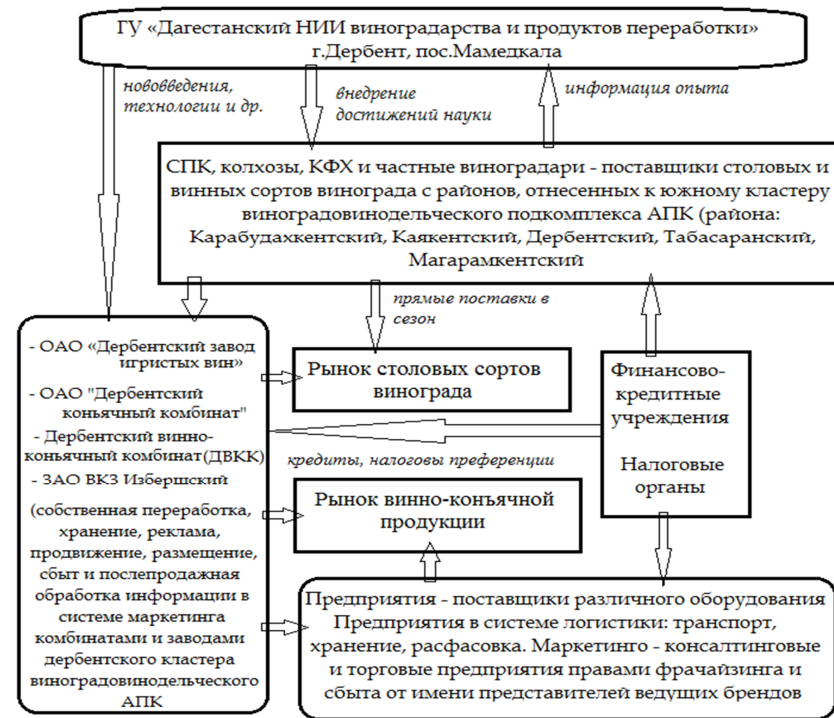 ГУ «Дагестанский НИИ виноградарства и продуктов переработки»
г.Дербент, пос.Мамедкала
нововведения,
технологии и др.
внедрение
достижений науки
информация опыта
СПК, колхозы, КФХ и частные виноградари - поставщики столовых и
винных сортов винограда с районов, отнесенных к южному кластеру
виноградовинодельческого подкомплекса АПК (района:
Карабудахкентский, Каякентский, Дербентский, Табасаранский,
Магарамкентский
прямые поставки в
сезон
- ОАО «Дербентский завод
игристых вин»
- ОАО "Дербентский
коньячный комбинат"
- Дербентский винно-
коньячный комбинат(ДВКК)
- ЗАО ВКЗ Избершский
(собственная переработка,
хранение, реклама,
продвижение, размещение,
сбыт и послепродажная
обработка информации в
системе маркетинга
комбинатами и заводами
дербентского кластера
виноградовинодельческого
АПК
Рынок столовых сортов
винограда
Финансово-
кредитные
учреждения
Налоговые
органы
кредиты, налоговы преференции
Рынок винно-конъячной
продукции
Предприятия - поставщики различного оборудования
Предприятия в системе логистики: транспорт,
хранение, расфасовка. Маркетинго - консалтинговые
и торговые предприятия правами фрачайзинга и
сбыта от имени представителей ведущих брендов